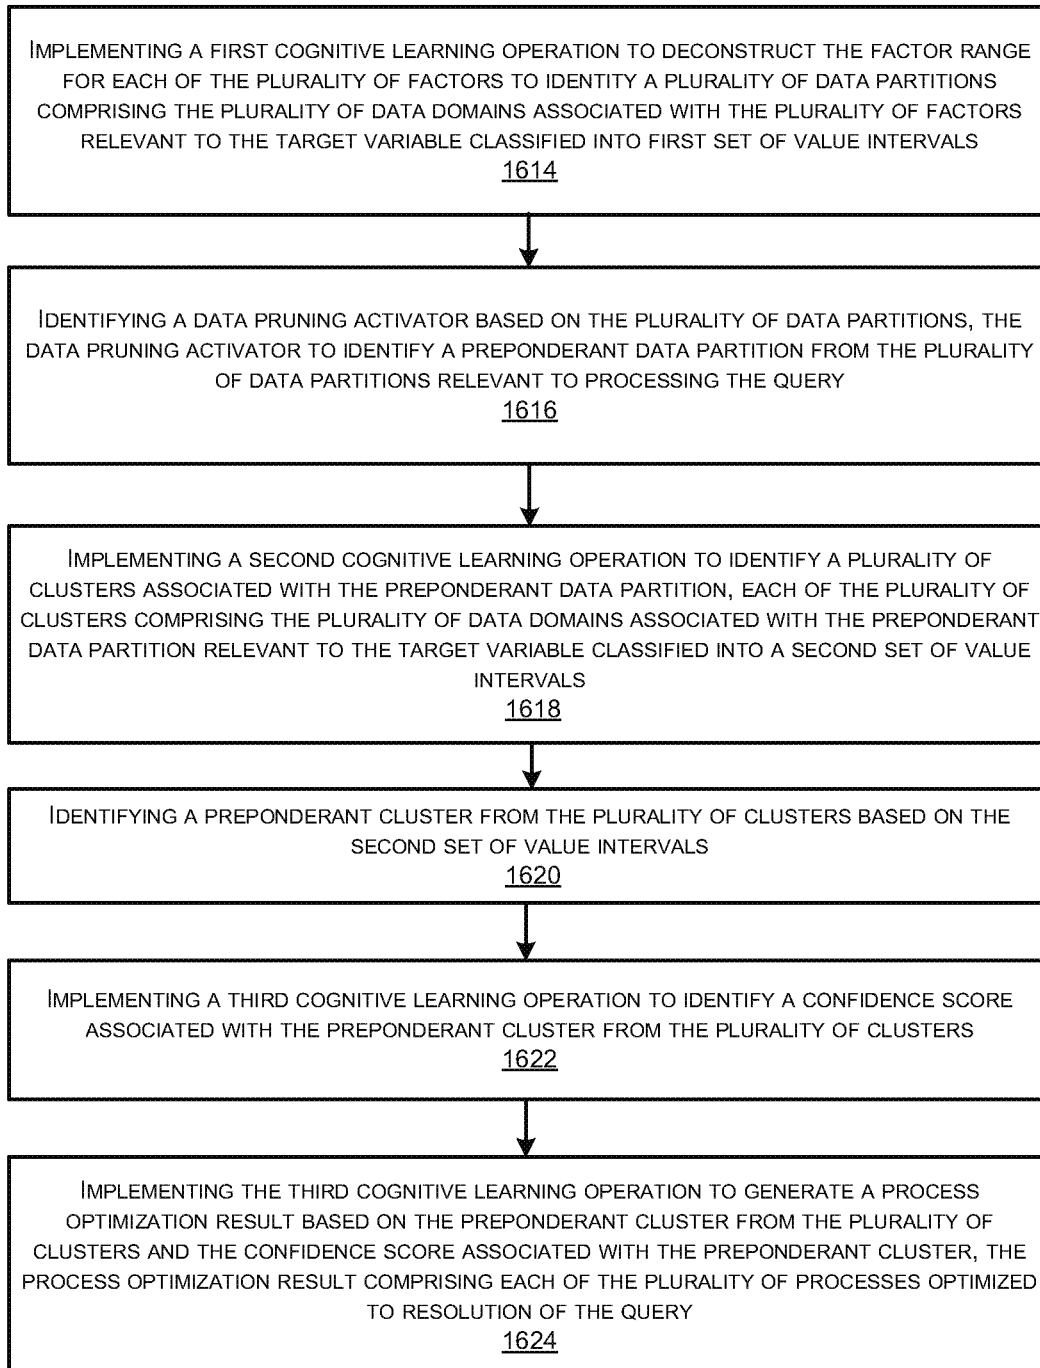 IMPLEMENTING A FIRST COGNITIVE LEARNING OPERATION TO DECONSTRUCT THE FACTOR RANGE
FOR EACH OF THE PLURALITY OF FACTORS TO IDENTITY A PLURALITY OF DATA PARTITIONS
COMPRISING THE PLURALITY OF DATA DOMAINS ASSOCIATED WITH THE PLURALITY OF FACTORS
RELEVANT TO THE TARGET VARIABLE CLASSIFIED INTO FIRST SET OF VALUE INTERVALS
1614
IDENTIFYING A DATA PRUNING ACTIVATOR BASED ON THE PLURALITY OF DATA PARTITIONS, THE
DATA PRUNING ACTIVATOR TO IDENTIFY A PREPONDERANT DATA PARTITION FROM THE PLURALITY
OF DATA PARTITIONS RELEVANT TO PROCESSING THE QUERY
1616
IMPLEMENTING A SECOND COGNITIVE LEARNING OPERATION TO IDENTIFY A PLURALITY OF
CLUSTERS ASSOCIATED WITH THE PREPONDERANT DATA PARTITION, EACH OF THE PLURALITY OF
CLUSTERS COMPRISING THE PLURALITY OF DATA DOMAINS ASSOCIATED WITH THE PREPONDERANT
DATA PARTITION RELEVANT TO THE TARGET VARIABLE CLASSIFIED INTO A SECOND SET OF VALUE
INTERVALS
1618
IDENTIFYING A PREPONDERANT CLUSTER FROM THE PLURALITY OF CLUSTERS BASED ON THE
SECOND SET OF VALUE INTERVALS
1620
IMPLEMENTING A THIRD COGNITIVE LEARNING OPERATION TO IDENTIFY A CONFIDENCE SCORE
ASSOCIATED WITH THE PREPONDERANT CLUSTER FROM THE PLURALITY OF CLUSTERS
1622
IMPLEMENTING THE THIRD COGNITIVE LEARNING OPERATION TO GENERATE A PROCESS
OPTIMIZATION RESULT BASED ON THE PREPONDERANT CLUSTER FROM THE PLURALITY OF
CLUSTERS AND THE CONFIDENCE SCORE ASSOCIATED WITH THE PREPONDERANT CLUSTER, THE
PROCESS OPTIMIZATION RESULT COMPRISING EACH OF THE PLURALITY OF PROCESSES OPTIMIZED
TO RESOLUTION OF THE QUERY
1624